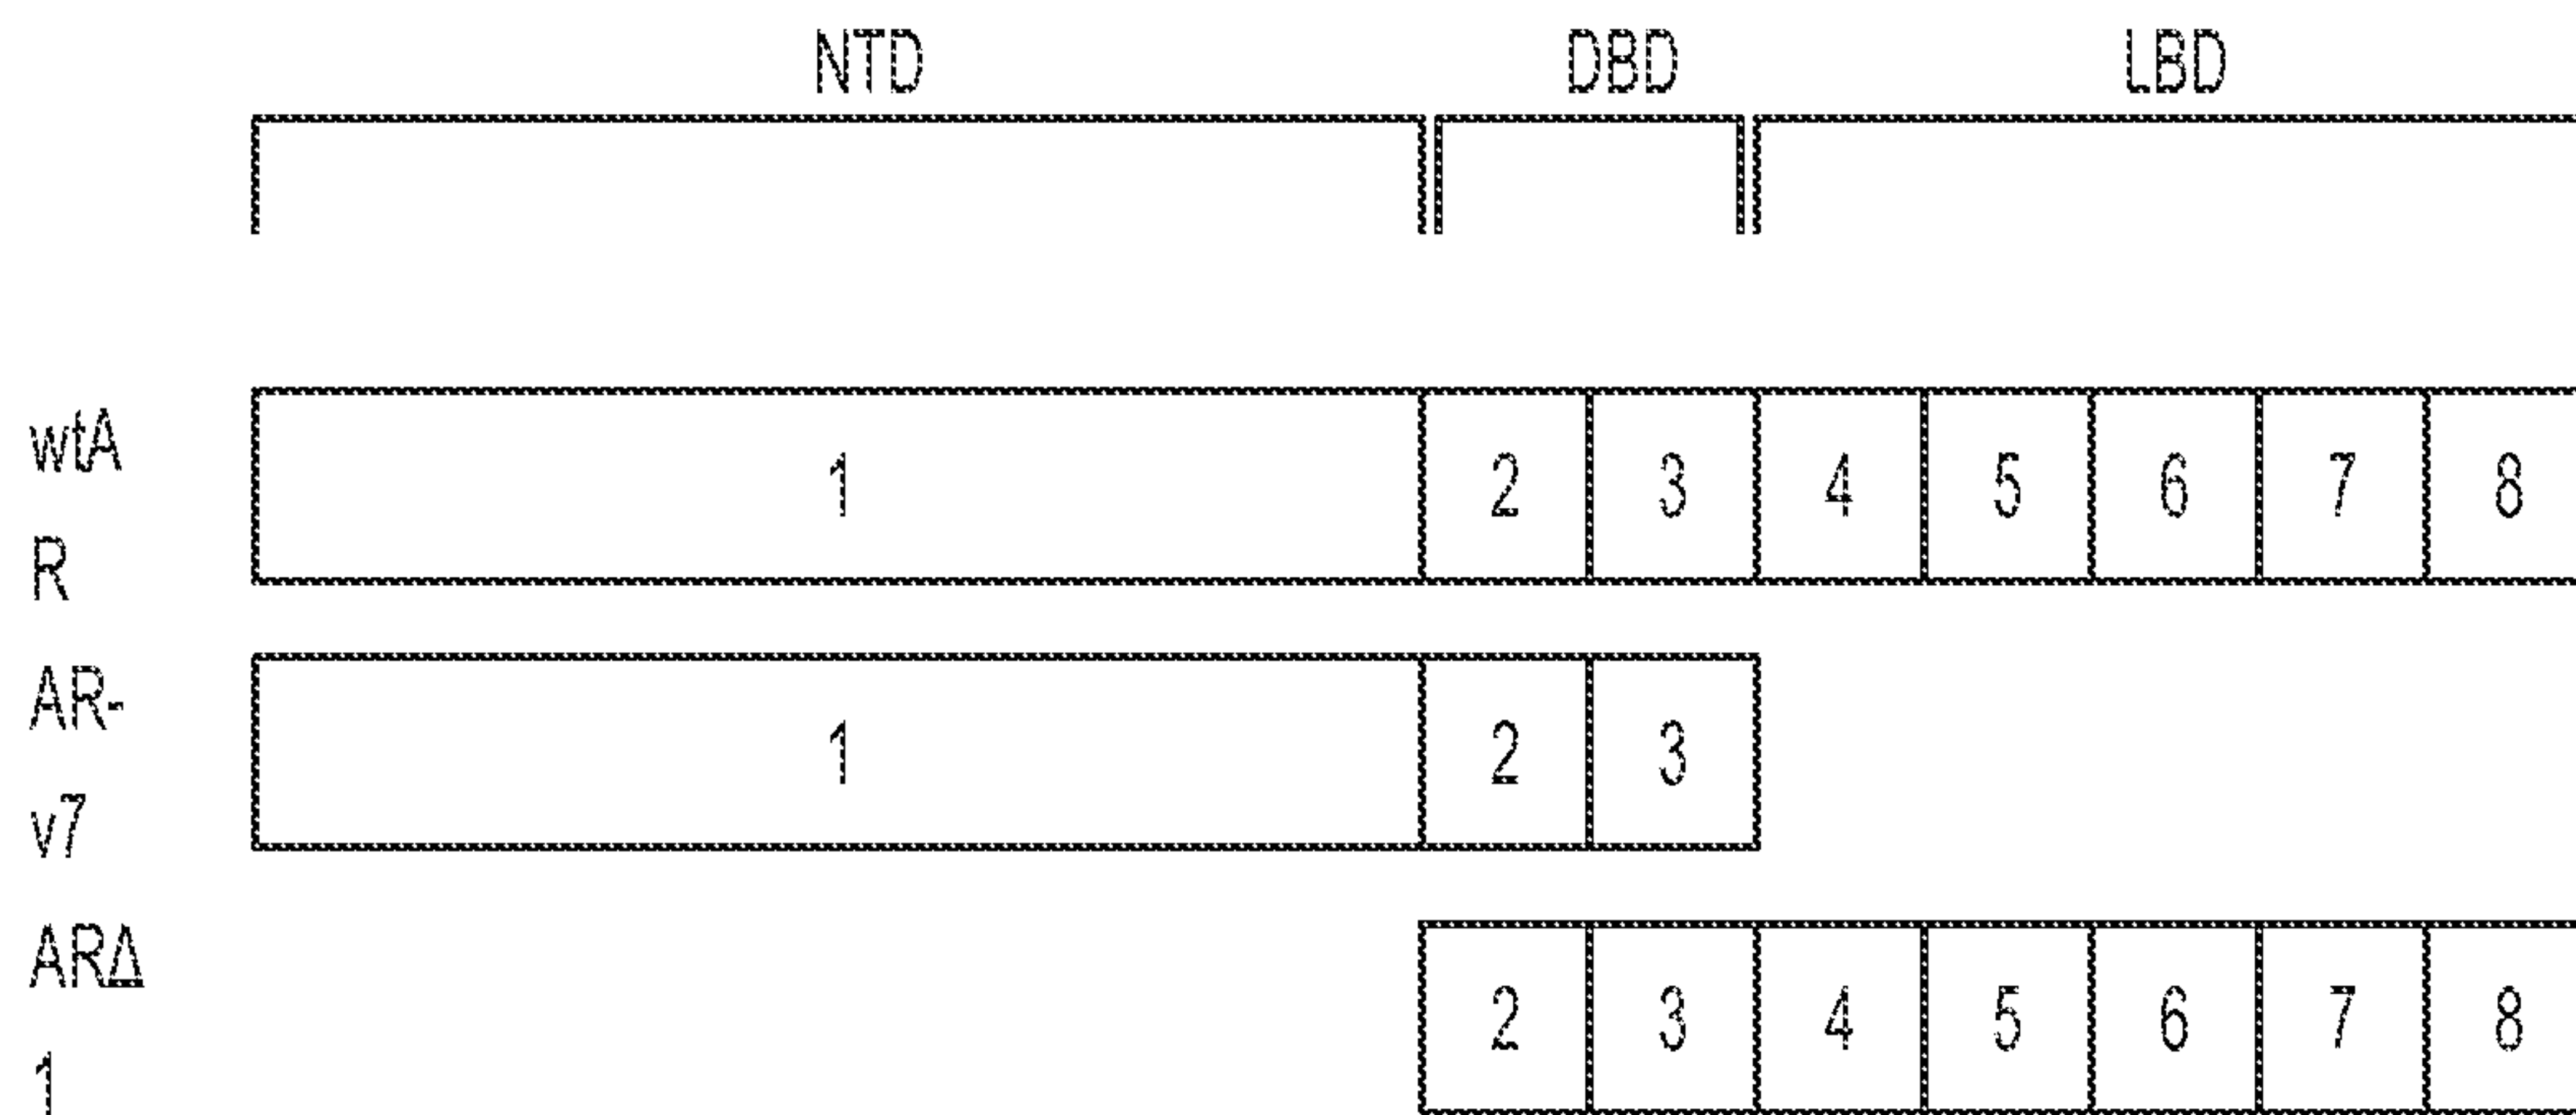 NTD DBD LBD
wtA
R
1 2 3 4 5 6 7 8
AR-
v7
1 2 3
ARΔ
1
2 3 4 5 6 7 8